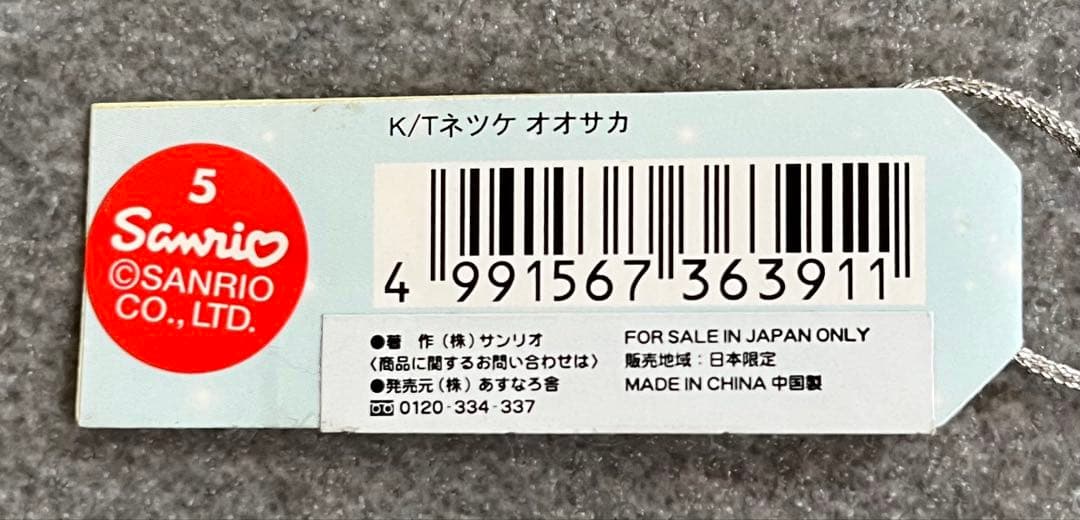 K/Tネツケ オオサカ
5
Sanrio
©SANRIO
CO., LTD.
4 991567 363911
●著 作（株）サンリオ
〈商品に関するお問い合わせは〉
●発売元（株）あすなろ舎
0120-334-337
FOR SALE IN JAPAN ONLY
販売地域：日本限定
MADE IN CHINA 中国製